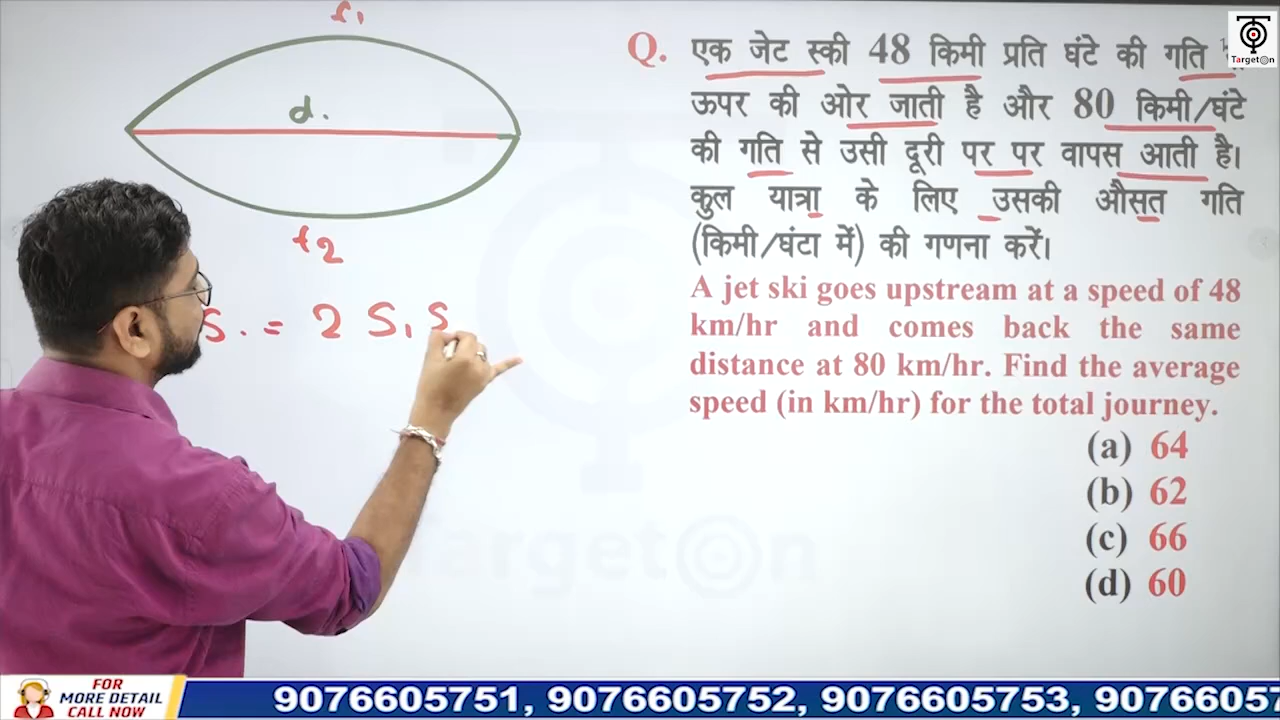 t1
d.
t2
S. = 2 S1 S
Q. एक जेट स्की 48 किमी प्रति घंटे की गति
ऊपर की ओर जाती है और 80 किमी/घंटे
की गति से उसी दूरी पर पर वापस आती है।
कुल यात्रा के लिए उसकी औसत गति
(किमी/घंटा में) की गणना करें।
A jet ski goes upstream at a speed of 48
km/hr and comes back the same
distance at 80 km/hr. Find the average
speed (in km/hr) for the total journey.
(a) 64
(b) 62
(c) 66
(d) 60
Target
Target
FOR
MORE DETAIL
CALL NOW
9076605751, 9076605752, 9076605753, 90766057